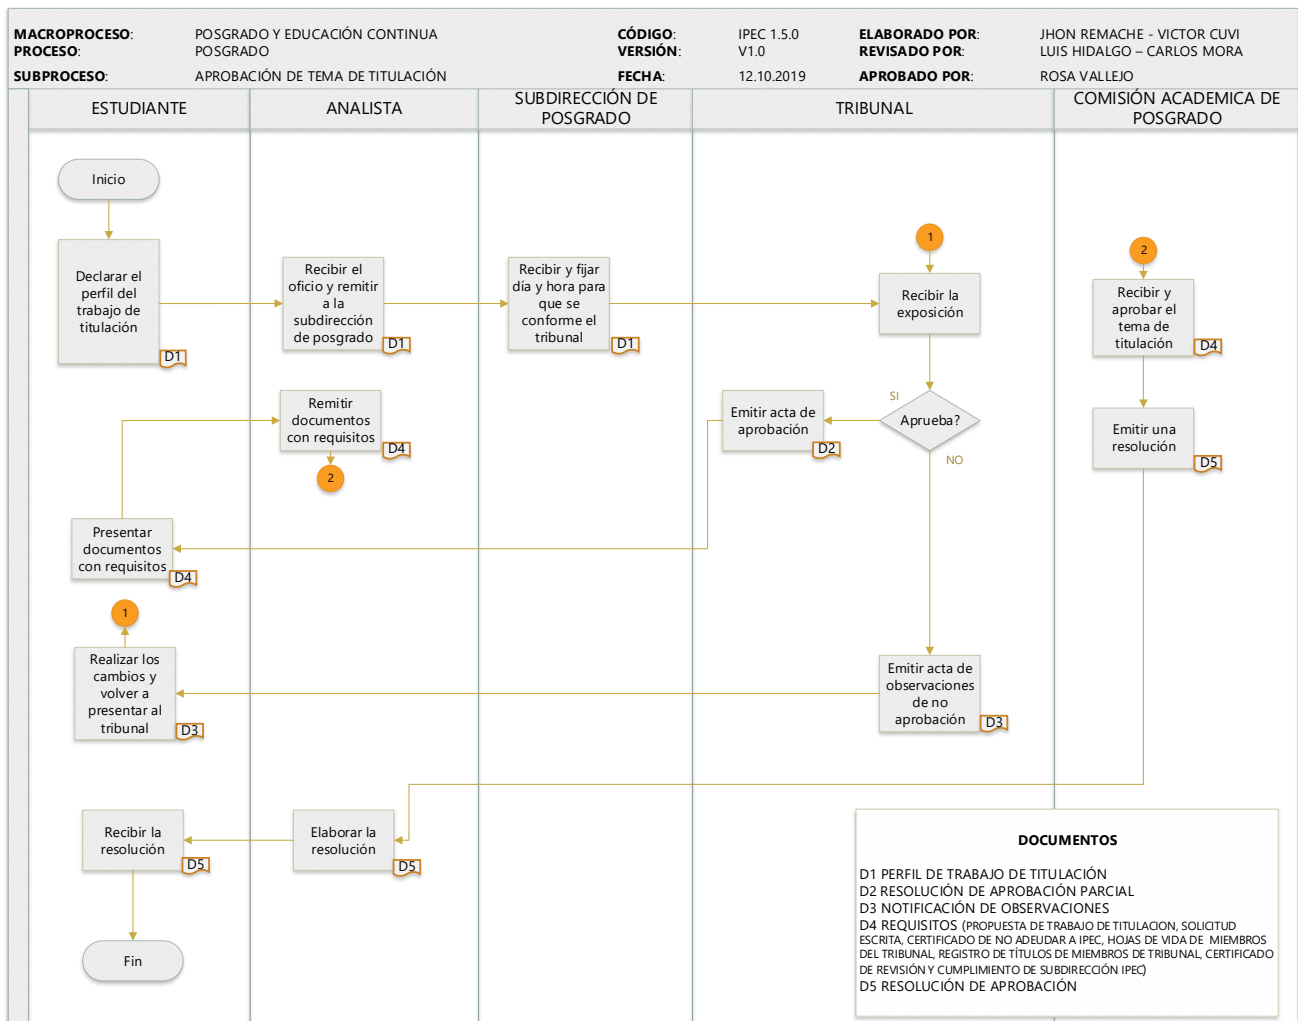 MACROPROCESO: POSGRADO Y EDUCACIÓN CONTINUA CÓDIGO: IPEC 1.5.0 ELABORADO POR: JHON REMACHE - VICTOR CUVI
PROCESO: POSGRADO VERSIÓN: V1.0 REVISADO POR: LUIS HIDALGO – CARLOS MORA
SUBPROCESO: APROBACIÓN DE TEMA DE TITULACIÓN FECHA: 12.10.2019 APROBADO POR: ROSA VALLEJO
ESTUDIANTE
ANALISTA
SUBDIRECCIÓN DE
POSGRADO
TRIBUNAL
COMISIÓN ACADEMICA DE
POSGRADO
Inicio
Declarar el
perfil del
trabajo de
titulación
D1
Recibir el
oficio y remitir
a la
subdirección
de posgrado
D1
Recibir y fijar
día y hora para
que se
conforme el
tribunal
D1
1
Recibir la
exposición
2
Recibir y
aprobar el
tema de
titulación
D4
Remitir
documentos
con requisitos
D4
2
Emitir acta de
aprobación
D2
SI
Aprueba?
NO
Emitir una
resolución
D5
Presentar
documentos
con requisitos
D4
1
Realizar los
cambios y
volver a
presentar al
tribunal
D3
Emitir acta de
observaciones
de no
aprobación
D3
Recibir la
resolución
D5
Elaborar la
resolución
D5
Fin
DOCUMENTOS
D1 PERFIL DE TRABAJO DE TITULACIÓN
D2 RESOLUCIÓN DE APROBACIÓN PARCIAL
D3 NOTIFICACIÓN DE OBSERVACIONES
D4 REQUISITOS (PROPUESTA DE TRABAJO DE TITULACION, SOLICITUD
ESCRITA, CERTIFICADO DE NO ADEUDAR A IPEC, HOJAS DE VIDA DE MIEMBROS
DEL TRIBUNAL, REGISTRO DE TÍTULOS DE MIEMBROS DE TRIBUNAL, CERTIFICADO
DE REVISIÓN Y CUMPLIMIENTO DE SUBDIRECCIÓN IPEC)
D5 RESOLUCIÓN DE APROBACIÓN